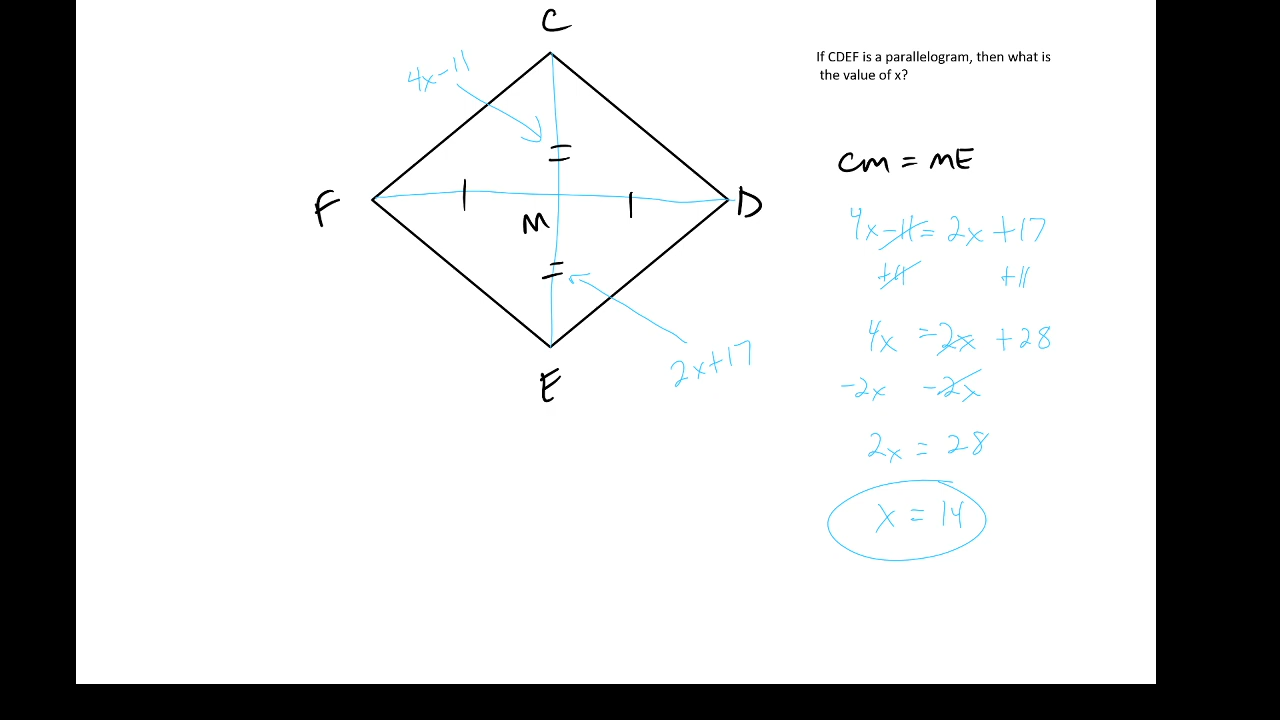 C
4x-11
If CDEF is a parallelogram, then what is
the value of x?
CM = ME
F
M
D
4x-11= 2x +17
+11 +11
E
2x+17
4x =2x +28
-2x -2x
2x = 28
x = 14